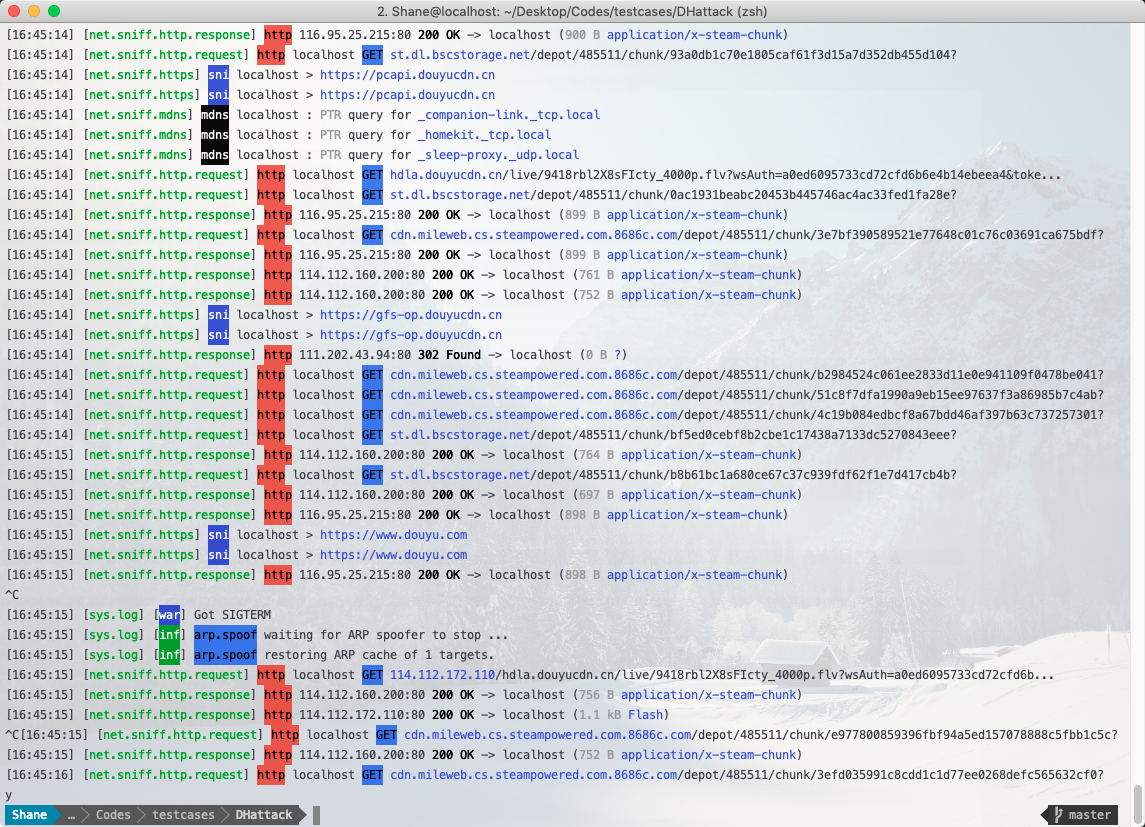 2. Shane@localhost: ~/Desktop/Codes/testcases/DHattack (zsh)
[16:45:14] [net.sniff.http.response] http 116.95.25.215:80 200 OK -> localhost (900 B application/x-steam-chunk)
[16:45:14] [net.sniff.http.request] http localhost GET st.dl.bscstorage.net/depot/485511/chunk/93a0db1c70e1805caf61f3d15a7d352db455d104?
[16:45:14] [net.sniff.https] sni localhost > https://pcapi.douyucdn.cn
[16:45:14] [net.sniff.https] sni localhost > https://pcapi.douyucdn.cn
[16:45:14] [net.sniff.mdns] mdns localhost : PTR query for _companion-link._tcp.local
[16:45:14] [net.sniff.mdns] mdns localhost : PTR query for _homekit._tcp.local
[16:45:14] [net.sniff.mdns] mdns localhost : PTR query for _sleep-proxy._udp.local
[16:45:14] [net.sniff.http.request] http localhost GET hdla.douyucdn.cn/live/9418rbl2X8sFIcty_4000p.flv?wsAuth=a0ed6095733cd72cfd6b6e4b14ebeea4&toke...
[16:45:14] [net.sniff.http.request] http localhost GET st.dl.bscstorage.net/depot/485511/chunk/0ac1931beabc20453b445746ac4ac33fed1fa28e?
[16:45:14] [net.sniff.http.response] http 116.95.25.215:80 200 OK -> localhost (899 B application/x-steam-chunk)
[16:45:14] [net.sniff.http.request] http localhost GET cdn.mileweb.cs.steampowered.com.8686c.com/depot/485511/chunk/3e7bf390589521e77648c01c76c03691ca675bdf?
[16:45:14] [net.sniff.http.response] http 116.95.25.215:80 200 OK -> localhost (899 B application/x-steam-chunk)
[16:45:14] [net.sniff.http.response] http 114.112.160.200:80 200 OK -> localhost (761 B application/x-steam-chunk)
[16:45:14] [net.sniff.http.response] http 114.112.160.200:80 200 OK -> localhost (752 B application/x-steam-chunk)
[16:45:14] [net.sniff.https] sni localhost > https://gfs-op.douyucdn.cn
[16:45:14] [net.sniff.https] sni localhost > https://gfs-op.douyucdn.cn
[16:45:14] [net.sniff.http.response] http 111.202.43.94:80 302 Found -> localhost (0 B ?)
[16:45:14] [net.sniff.http.request] http localhost GET cdn.mileweb.cs.steampowered.com.8686c.com/depot/485511/chunk/b2984524c061ee2833d11e0e941109f0478be041?
[16:45:14] [net.sniff.http.request] http localhost GET cdn.mileweb.cs.steampowered.com.8686c.com/depot/485511/chunk/51c8f7dfa1990a9eb15ee97637f3a86985b7c4ab?
[16:45:14] [net.sniff.http.request] http localhost GET cdn.mileweb.cs.steampowered.com.8686c.com/depot/485511/chunk/4c19b084edbcf8a67bdd46af397b63c737257301?
[16:45:14] [net.sniff.http.request] http localhost GET st.dl.bscstorage.net/depot/485511/chunk/bf5ed0cebf8b2cbe1c17438a7133dc5270843eee?
[16:45:15] [net.sniff.http.response] http 114.112.160.200:80 200 OK -> localhost (764 B application/x-steam-chunk)
[16:45:15] [net.sniff.http.request] http localhost GET st.dl.bscstorage.net/depot/485511/chunk/b8b61bc1a680ce67c37c939fdf62f1e7d417cb4b?
[16:45:15] [net.sniff.http.response] http 114.112.160.200:80 200 OK -> localhost (697 B application/x-steam-chunk)
[16:45:15] [net.sniff.http.response] http 116.95.25.215:80 200 OK -> localhost (898 B application/x-steam-chunk)
[16:45:15] [net.sniff.https] sni localhost > https://www.douyu.com
[16:45:15] [net.sniff.https] sni localhost > https://www.douyu.com
[16:45:15] [net.sniff.http.response] http 116.95.25.215:80 200 OK -> localhost (898 B application/x-steam-chunk)
^C
[16:45:15] [sys.log] [war] Got SIGTERM
[16:45:15] [sys.log] [inf] arp.spoof waiting for ARP spoofer to stop ...
[16:45:15] [sys.log] [inf] arp.spoof restoring ARP cache of 1 targets.
[16:45:15] [net.sniff.http.request] http localhost GET 114.112.172.110/hdla.douyucdn.cn/live/9418rbl2X8sFIcty_4000p.flv?wsAuth=a0ed6095733cd72cfd6b...
[16:45:15] [net.sniff.http.response] http 114.112.160.200:80 200 OK -> localhost (756 B application/x-steam-chunk)
[16:45:15] [net.sniff.http.response] http 114.112.172.110:80 200 OK -> localhost (1.1 kB Flash)
^C[16:45:15] [net.sniff.http.request] http localhost GET cdn.mileweb.cs.steampowered.com.8686c.com/depot/485511/chunk/e977800859396fbf94a5ed157078888c5fbb1c5c?
[16:45:15] [net.sniff.http.response] http 114.112.160.200:80 200 OK -> localhost (752 B application/x-steam-chunk)
[16:45:16] [net.sniff.http.request] http localhost GET cdn.mileweb.cs.steampowered.com.8686c.com/depot/485511/chunk/3efd035991c8cdd1c1d77ee0268defc565632cf0?
y
Shane … Codes testcases DHattack master